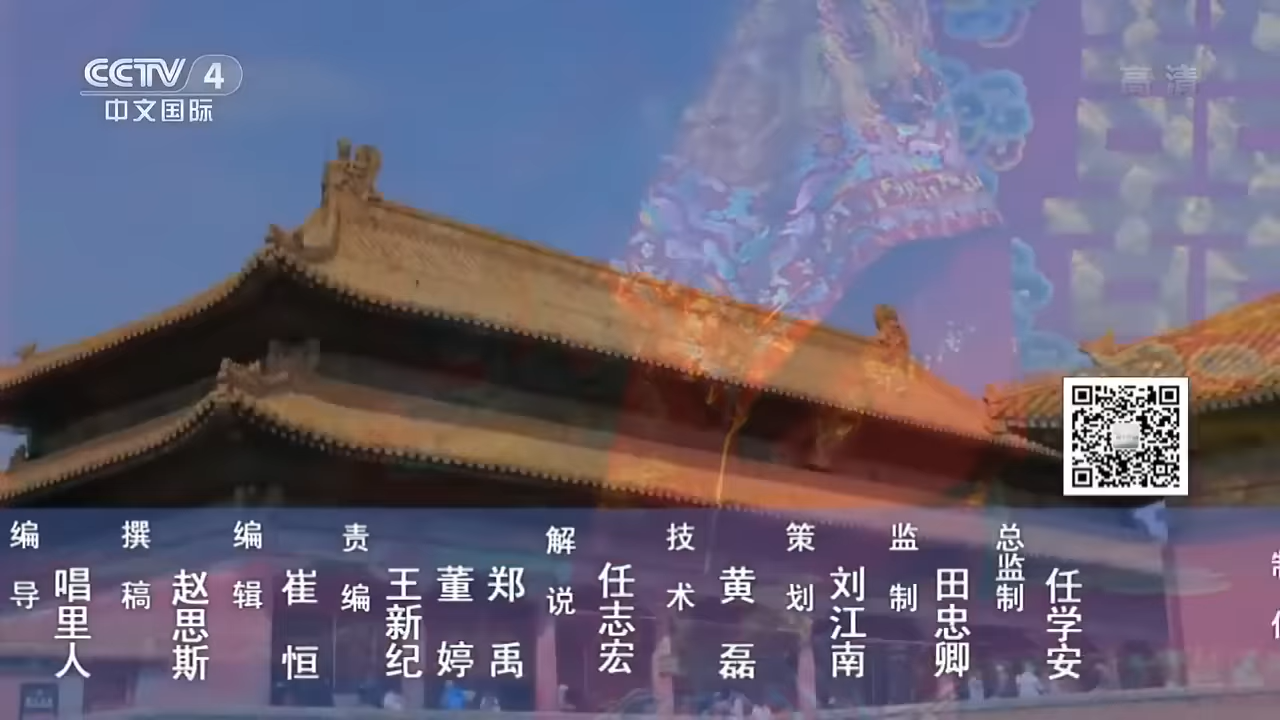 CCTV 4
中文国际
高清
编导
唱里人
撰稿
赵思斯
编辑
崔恒
责编
王新纪
董婷
郑禹
解说
任志宏
技术
黄磊
策划
刘江南
监制
田忠卿
总监制
任学安